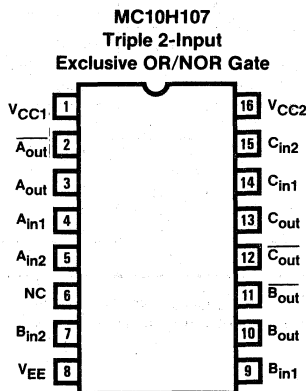 MC10H107
Triple 2-Input
Exclusive OR/NOR Gate
VCC1 1 16 VCC2
Aout 2 15 Cin2
Aout 3 14 Cin1
Ain1 4 13 Cout
Ain2 5 12 Cout
NC 6 11 Bout
Bin2 7 10 Bout
VEE 8 9 Bin1